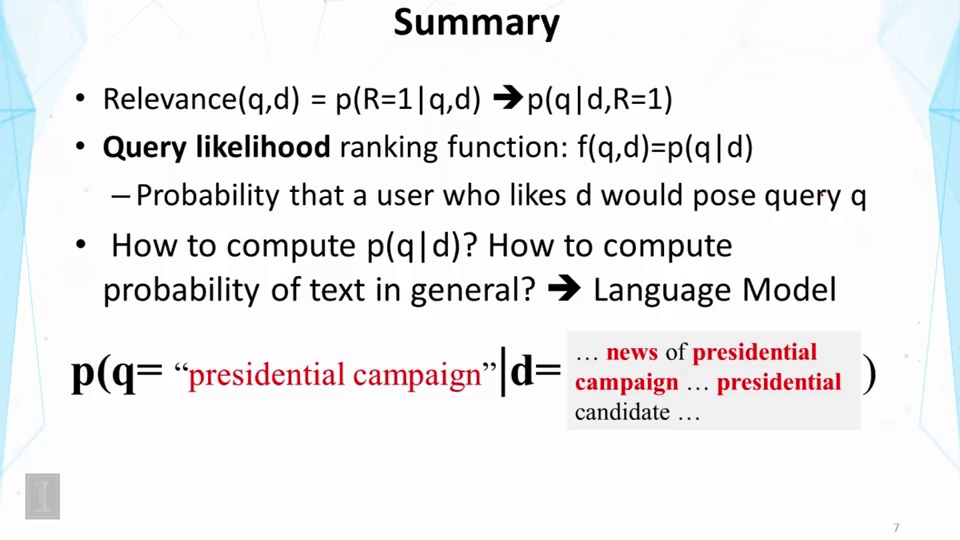 Summary
• Relevance(q,d) = p(R=1|q,d) ➔p(q|d,R=1)
• Query likelihood ranking function: f(q,d)=p(q|d)
– Probability that a user who likes d would pose query q
• How to compute p(q|d)? How to compute
probability of text in general? ➔ Language Model
p(q= “presidential campaign”|d= … news of presidential
campaign … presidential
candidate … )
I
7